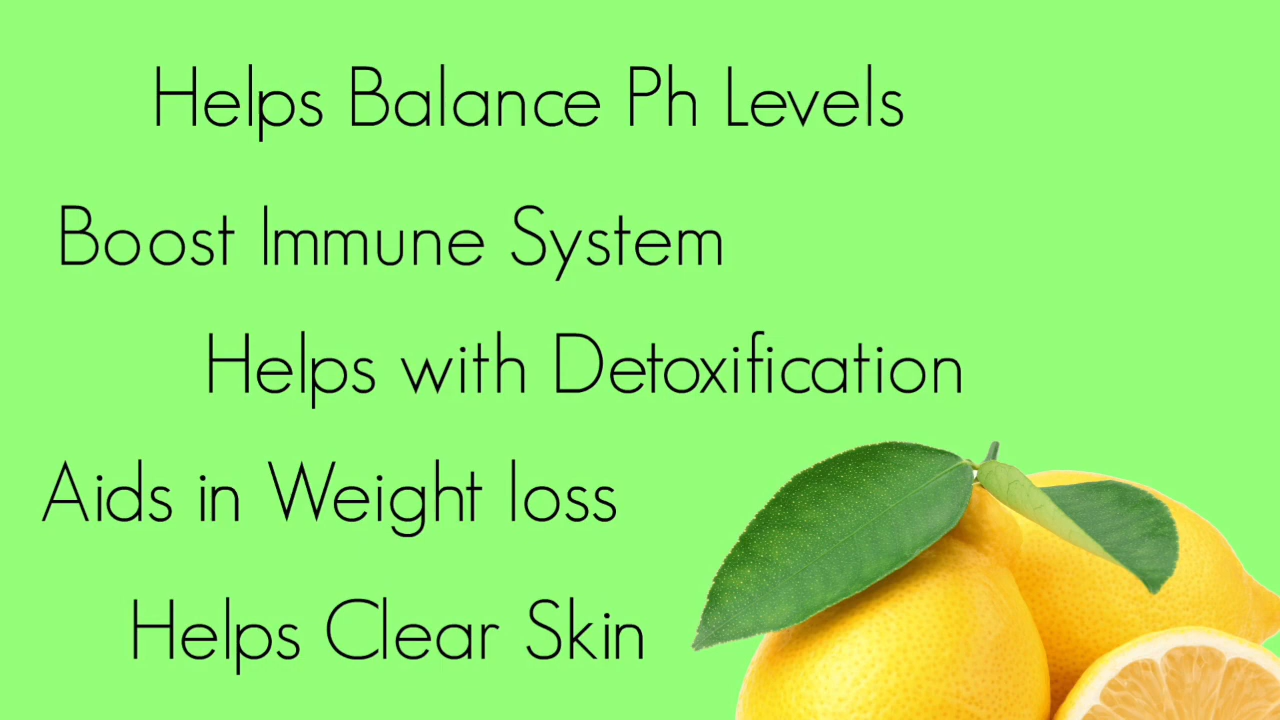 Helps Balance Ph Levels
Boost Immune System
Helps with Detoxification
Aids in Weight loss
Helps Clear Skin